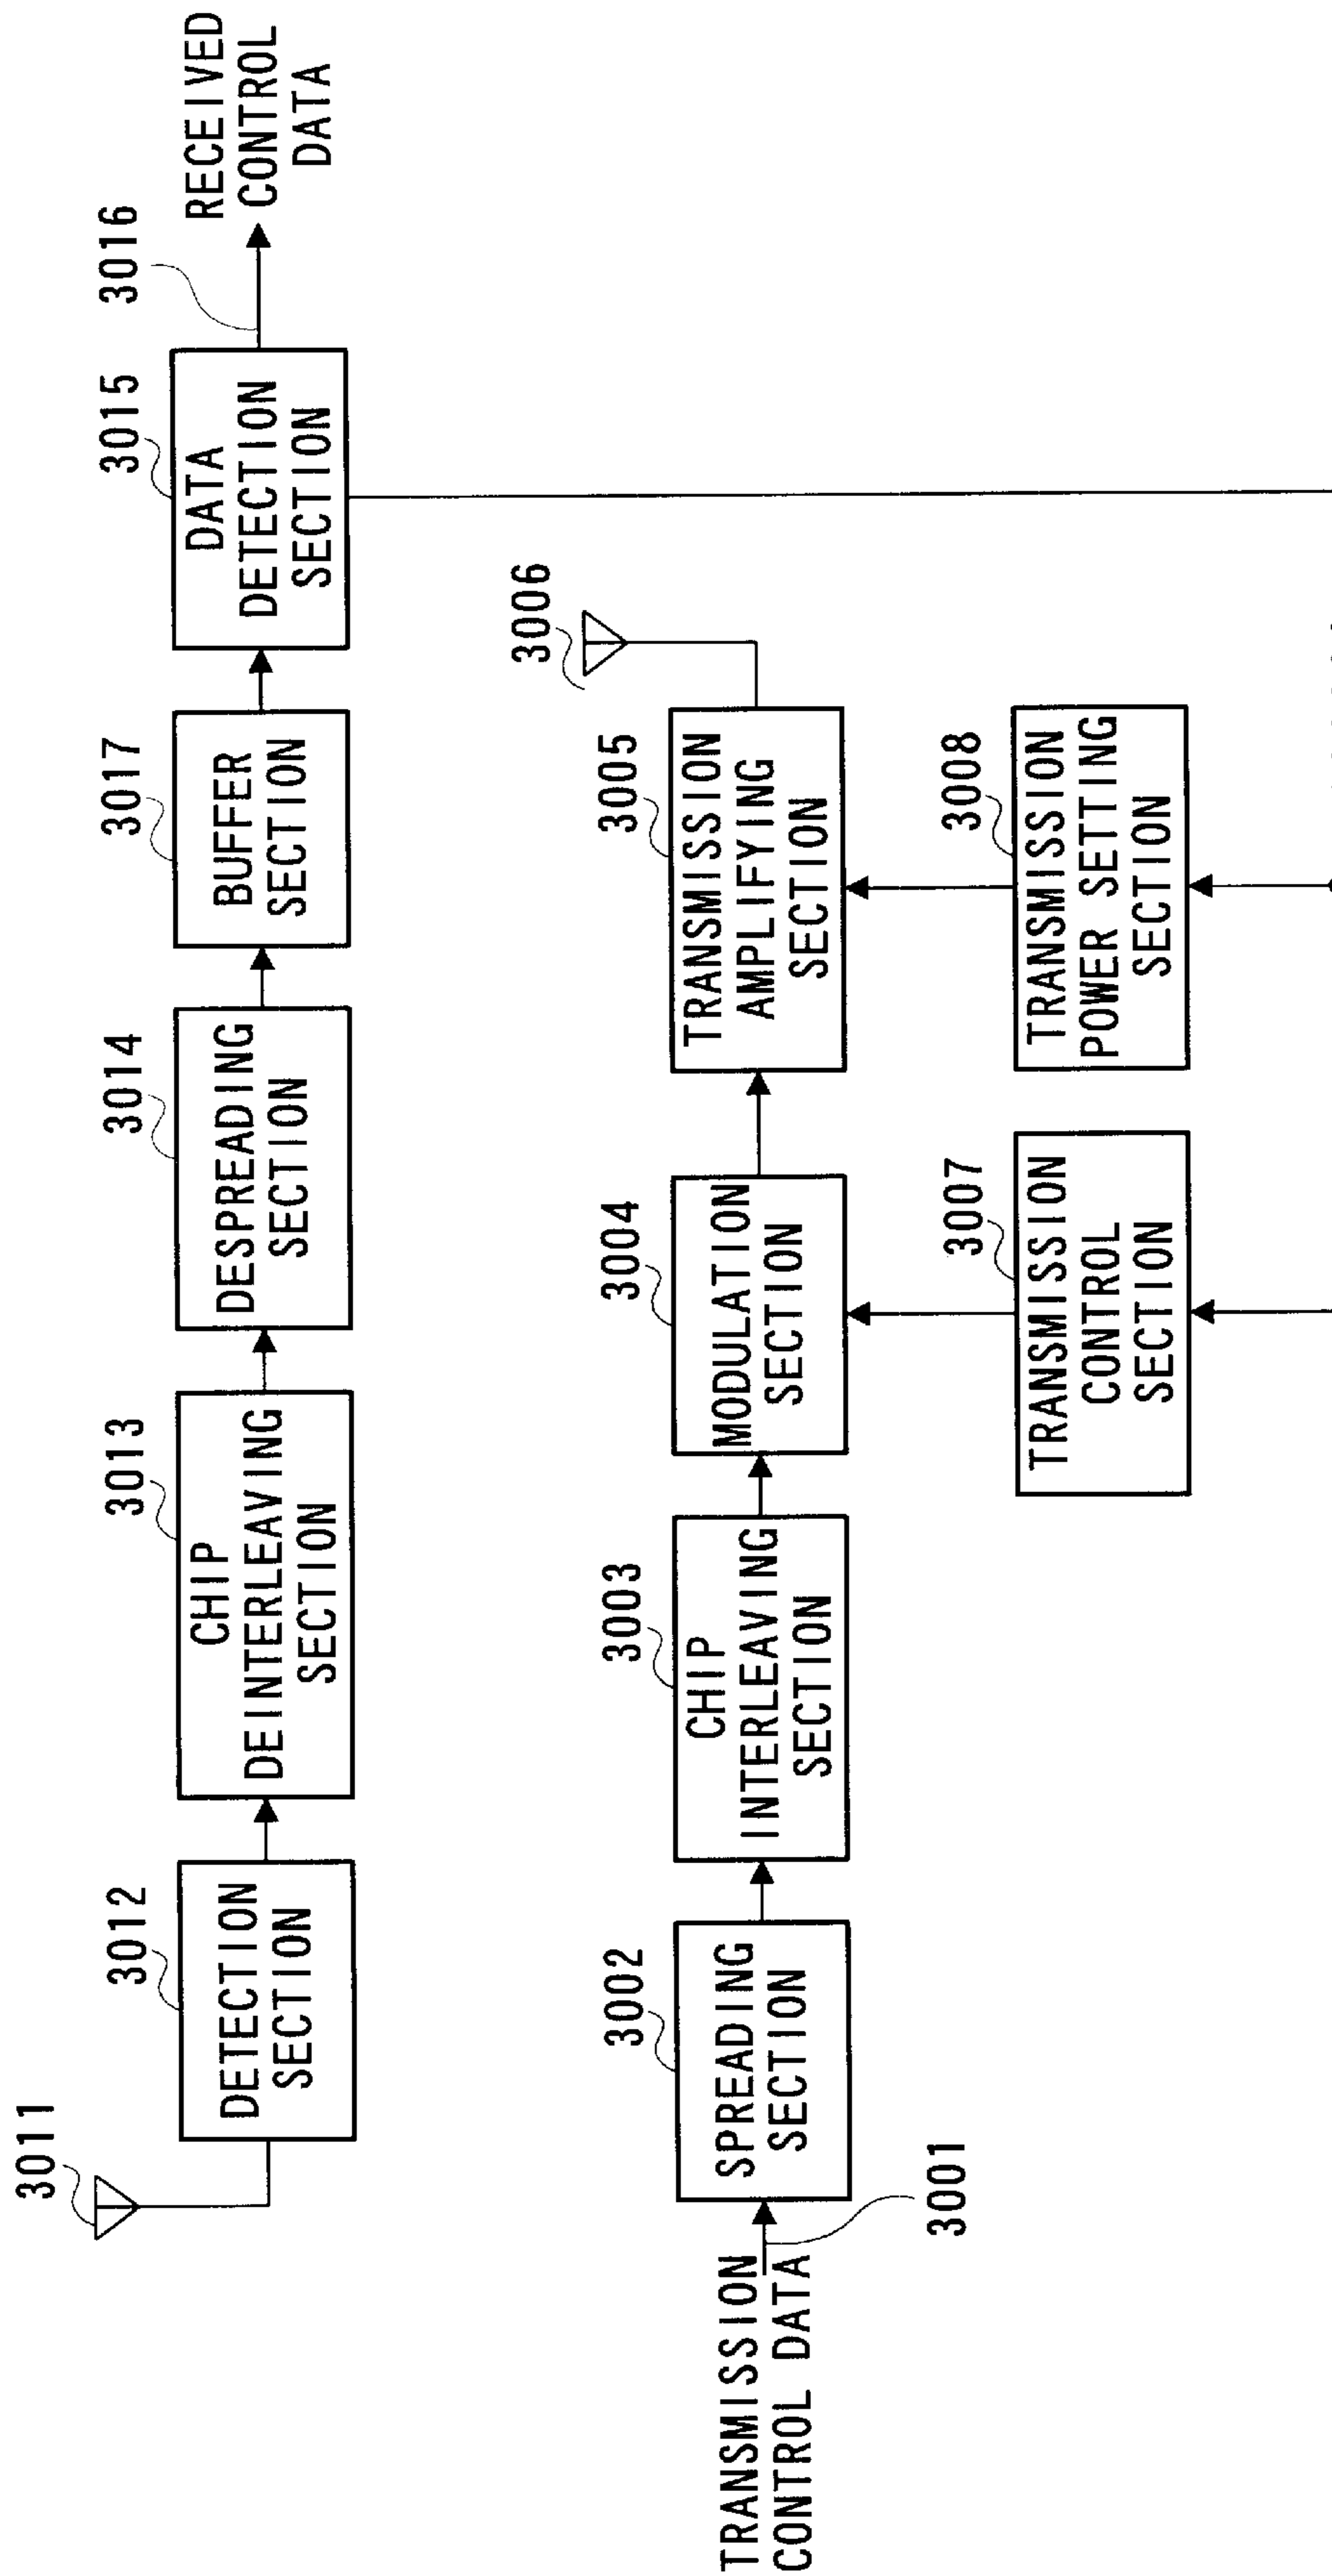 3011
3012
DETECTION
SECTION
3013
CHIP
DEINTERLEAVING
SECTION
3014
DESPREADING
SECTION
3017
BUFFER
SECTION
3015
DATA
DETECTION
SECTION
3016
RECEIVED
CONTROL
DATA
TRANSMISSION
CONTROL DATA
3001
3002
SPREADING
SECTION
3003
CHIP
INTERLEAVING
SECTION
3004
MODULATION
SECTION
3005
TRANSMISSION
AMPLIFYING
SECTION
3006
3007
TRANSMISSION
CONTROL
SECTION
3008
TRANSMISSION
POWER SETTING
SECTION